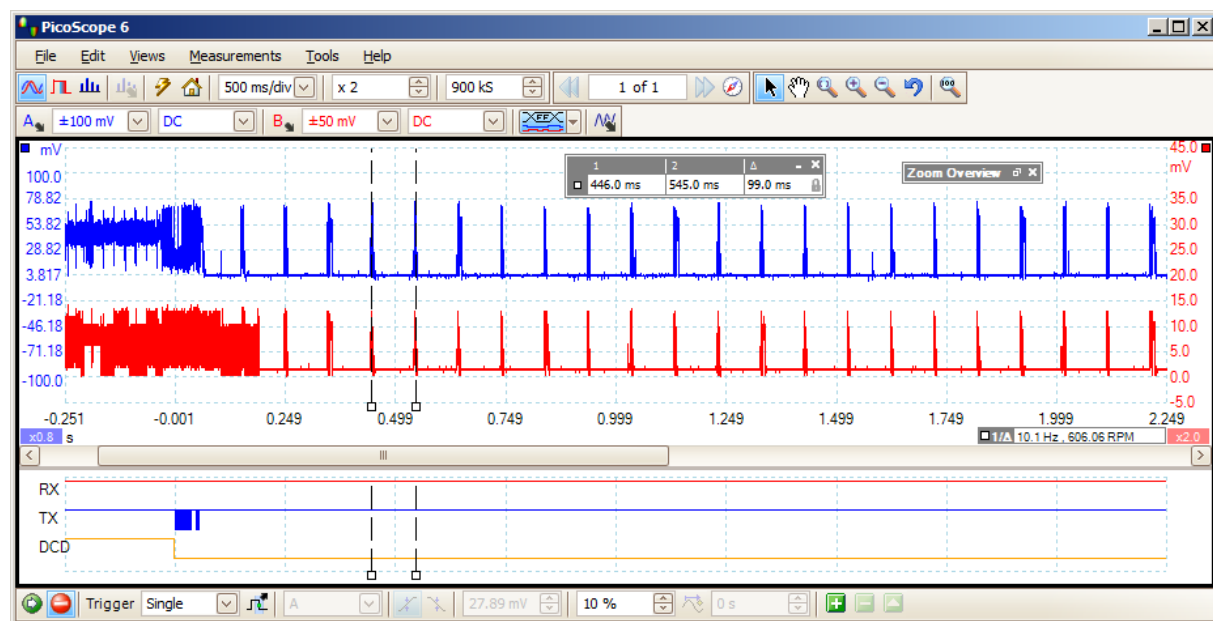 PicoScope 6
File Edit Views Measurements Tools Help
500 ms/div x 2 900 kS 1 of 1
A ±100 mV DC B ±50 mV DC
mV 45.0
mV
100.0
78.82 35.0
53.82 30.0
28.82 25.0
3.817 20.0
-21.18 15.0
-46.18 10.0
-71.18 5.0
-100.0 0.0
-5.0
1 2 Δ
446.0 ms 545.0 ms 99.0 ms
Zoom Overview
-0.251 -0.001 0.249 0.499 0.749 0.999 1.249 1.499 1.749 1.999 2.249
x0.8 s 1/Δ 10.1 Hz , 606.06 RPM x2.0
RX
TX
DCD
Trigger Single A 27.89 mV 10 % 0 s